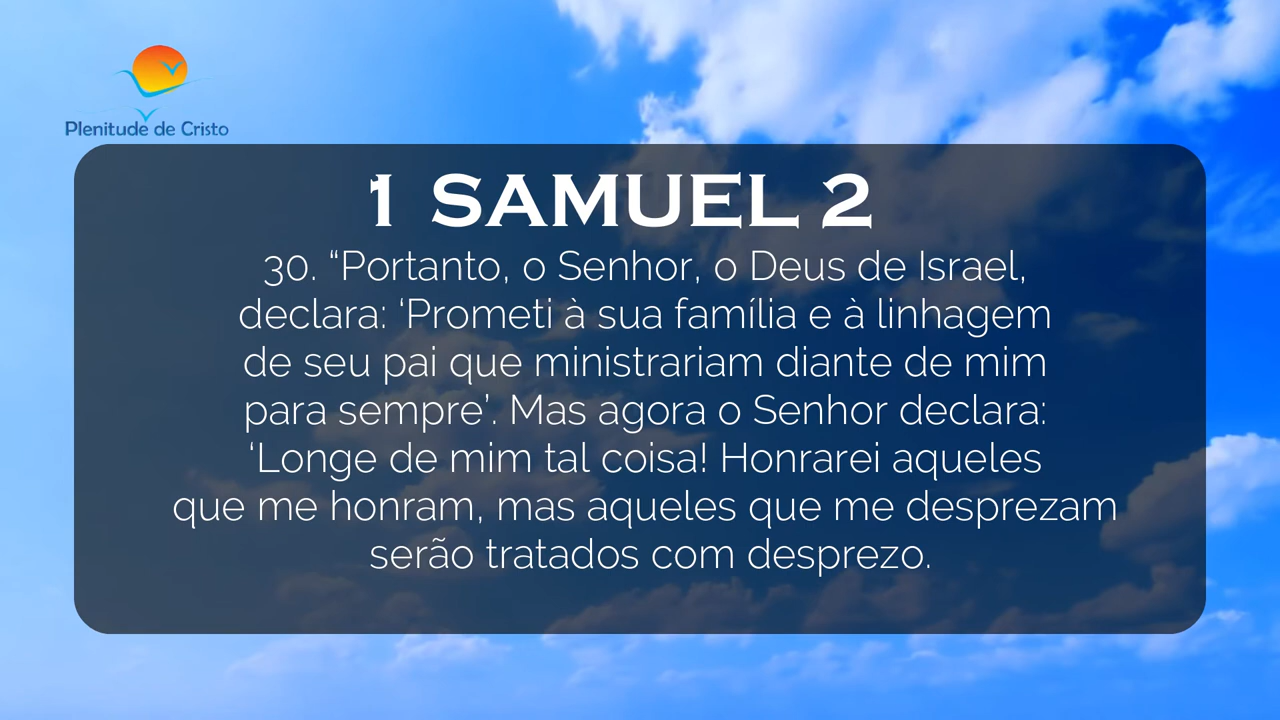 Plenitude de Cristo
1 SAMUEL 2
30. “Portanto, o Senhor, o Deus de Israel,
declara: ‘Prometi à sua família e à linhagem
de seu pai que ministrariam diante de mim
para sempre’. Mas agora o Senhor declara:
‘Longe de mim tal coisa! Honrarei aqueles
que me honram, mas aqueles que me desprezam
serão tratados com desprezo.